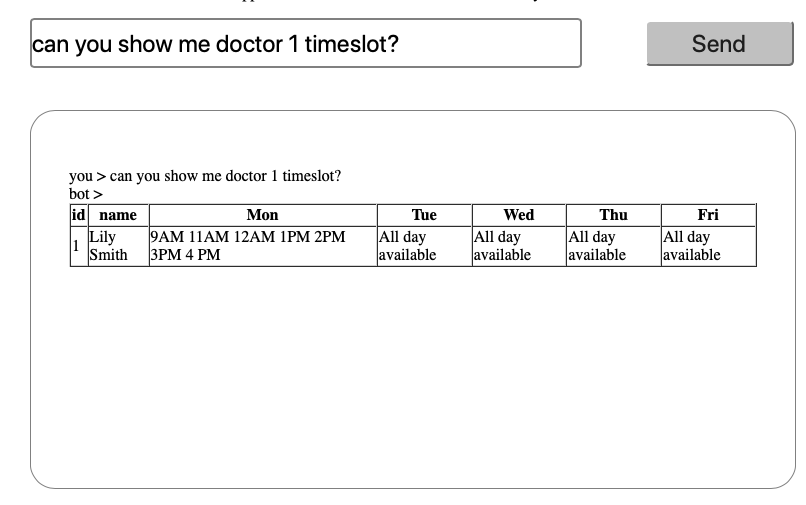 can you show me doctor 1 timeslot?
Send
you > can you show me doctor 1 timeslot?
bot >
id name Mon Tue Wed Thu Fri
1 Lily Smith 9AM 11AM 12AM 1PM 2PM 3PM 4 PM All day available All day available All day available All day available